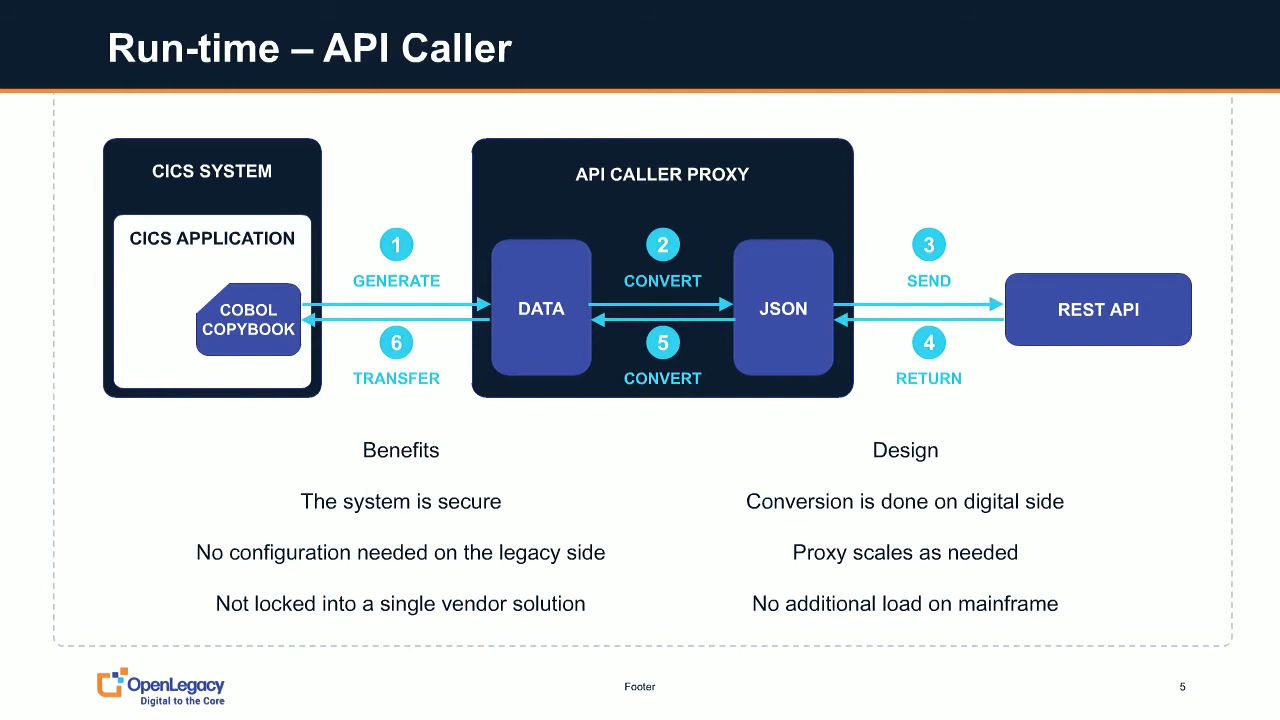 Run-time – API Caller
CICS SYSTEM
CICS APPLICATION
COBOL
COPYBOOK
1
GENERATE
6
TRANSFER
API CALLER PROXY
DATA
2
CONVERT
5
CONVERT
JSON
3
SEND
4
RETURN
REST API
Benefits
The system is secure
No configuration needed on the legacy side
Not locked into a single vendor solution
Design
Conversion is done on digital side
Proxy scales as needed
No additional load on mainframe
OpenLegacy
Digital to the Core
Footer
5